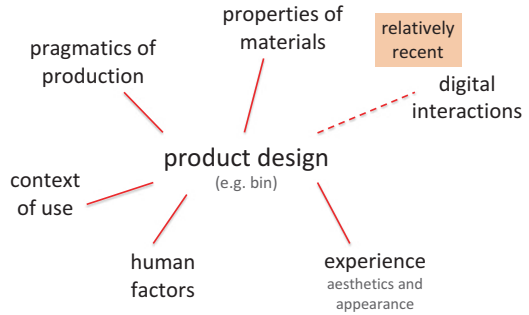 properties of
materials
pragmatics of
production
relatively
recent
digital
interactions
product design
(e.g. bin)
context
of use
human
factors
experience
aesthetics and
appearance